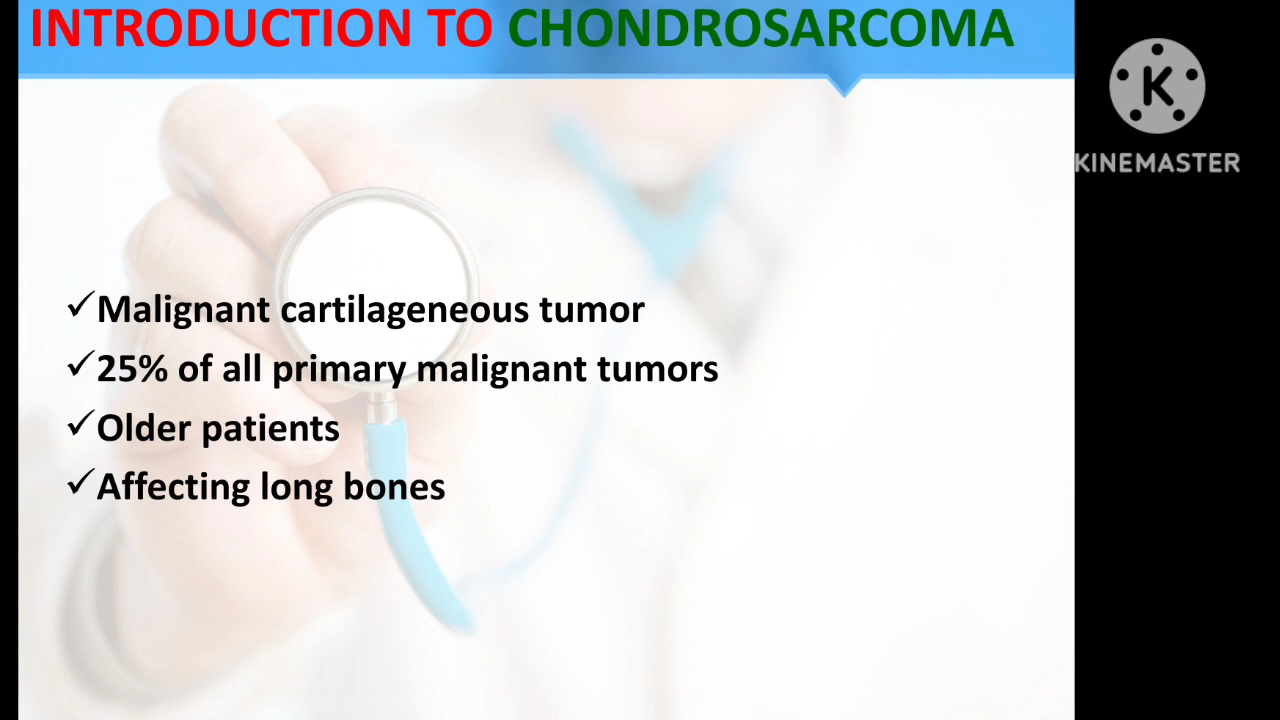 INTRODUCTION TO CHONDROSARCOMA
K
KINEMASTER
✓Malignant cartilageneous tumor
✓25% of all primary malignant tumors
✓Older patients
✓Affecting long bones